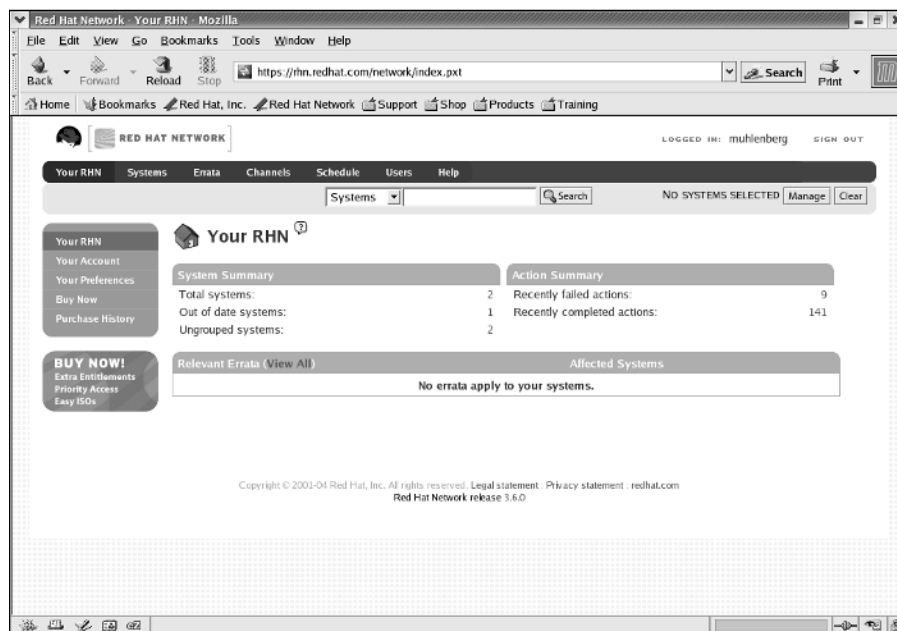 Red Hat Network - Your RHN - Mozilla
File Edit View Go Bookmarks Tools Window Help
Back Forward Reload Stop https://rhn.redhat.com/network/index.pxt Search Print
Home Bookmarks Red Hat, Inc. Red Hat Network Support Shop Products Training
RED HAT NETWORK LOGGED IN: muhlenberg SIGN OUT
Your RHN Systems Errata Channels Schedule Users Help
Systems Search NO SYSTEMS SELECTED Manage Clear
Your RHN
Your Account
Your Preferences
Buy Now
Purchase History
BUY NOW!
Extra Entitlements
Priority Access
Easy ISOs
Your RHN ?
System Summary
Total systems: 2
Out of date systems: 1
Ungrouped systems: 2
Action Summary
Recently failed actions: 9
Recently completed actions: 141
Relevant Errata (View All) Affected Systems
No errata apply to your systems.
Copyright © 2001-04 Red Hat, Inc. All rights reserved. Legal statement : Privacy statement : redhat.com
Red Hat Network release 3.6.0